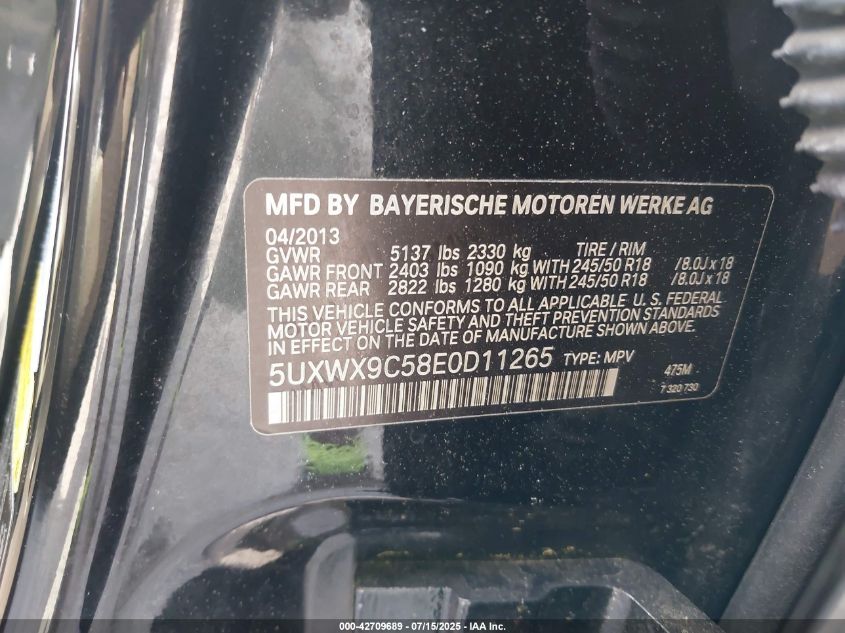 MFD BY BAYERISCHE MOTOREN WERKE AG
04/2013
GVWR 5137 lbs 2330 kg TIRE / RIM
GAWR FRONT 2403 lbs 1090 kg WITH 245/50 R18 /8.0J x 18
GAWR REAR 2822 lbs 1280 kg WITH 245/50 R18 /8.0J x 18
THIS VEHICLE CONFORMS TO ALL APPLICABLE U. S. FEDERAL
MOTOR VEHICLE SAFETY AND THEFT PREVENTION STANDARDS
IN EFFECT ON THE DATE OF MANUFACTURE SHOWN ABOVE.
5UXWX9C58E0D11265 TYPE: MPV 475M
7 320 730
000-42709689 - 07/15/2025 - IAA Inc.